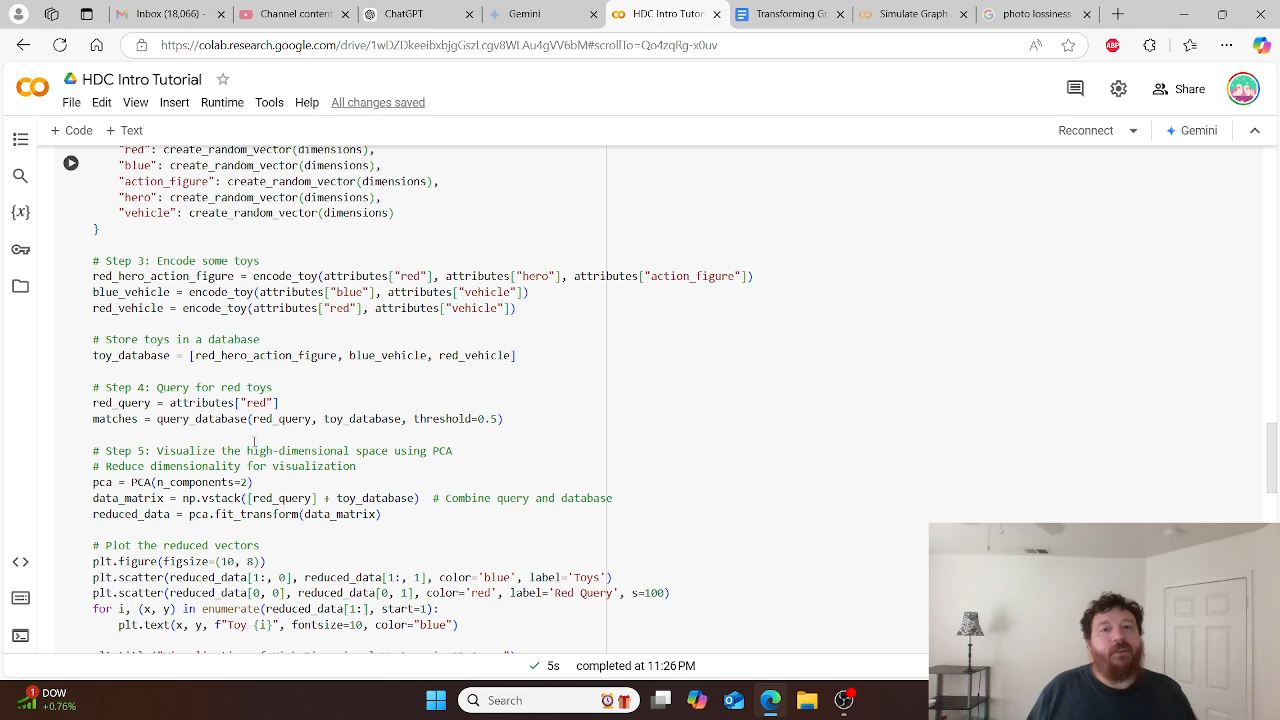 Inbox (18,066) -
Channel content
ChatGPT
Gemini
HDC Intro Tutor
Transforming Gr
Simulate Graph
photo looniness
https://colab.research.google.com/drive/1wDZDiheeibxbjgGszLcgv8WLAu4gVYbM#scrollTo=Qo4zqRg-x0uv
ABP
HDC Intro Tutorial
File Edit View Insert Runtime Tools Help All changes saved
Share
+ Code + Text
Reconnect
Gemini
"red": create_random_vector(dimensions),
"blue": create_random_vector(dimensions),
"action_figure": create_random_vector(dimensions),
"hero": create_random_vector(dimensions),
"vehicle": create_random_vector(dimensions)
}
# Step 3: Encode some toys
red_hero_action_figure = encode_toy(attributes["red"], attributes["hero"], attributes["action_figure"])
blue_vehicle = encode_toy(attributes["blue"], attributes["vehicle"])
red_vehicle = encode_toy(attributes["red"], attributes["vehicle"])
# Store toys in a database
toy_database = [red_hero_action_figure, blue_vehicle, red_vehicle]
# Step 4: Query for red toys
red_query = attributes["red"]
matches = query_database(red_query, toy_database, threshold=0.5)
# Step 5: Visualize the high-dimensional space using PCA
# Reduce dimensionality for visualization
pca = PCA(n_components=2)
data_matrix = np.vstack([red_query] + toy_database)  # Combine query and database
reduced_data = pca.fit_transform(data_matrix)
# Plot the reduced vectors
plt.figure(figsize=(10, 8))
plt.scatter(reduced_data[1:, 0], reduced_data[1:, 1], color='blue', label='Toys')
plt.scatter(reduced_data[0, 0], reduced_data[0, 1], color='red', label='Red Query', s=100)
for i, (x, y) in enumerate(reduced_data[1:], start=1):
plt.text(x, y, f"Toy {i}", fontsize=10, color="blue")
5s completed at 11:26 PM
1
DOW
+0.76%
Search